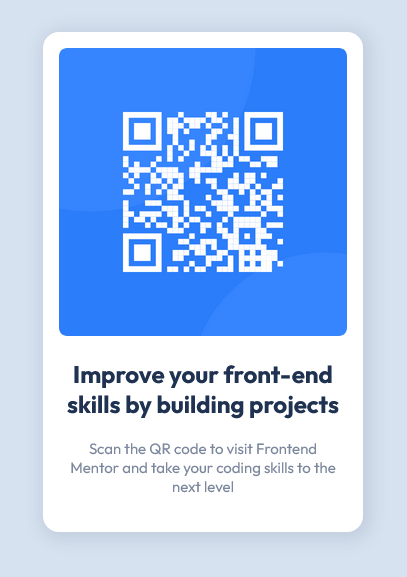 Improve your front-end
skills by building projects
Scan the QR code to visit Frontend
Mentor and take your coding skills to the
next level